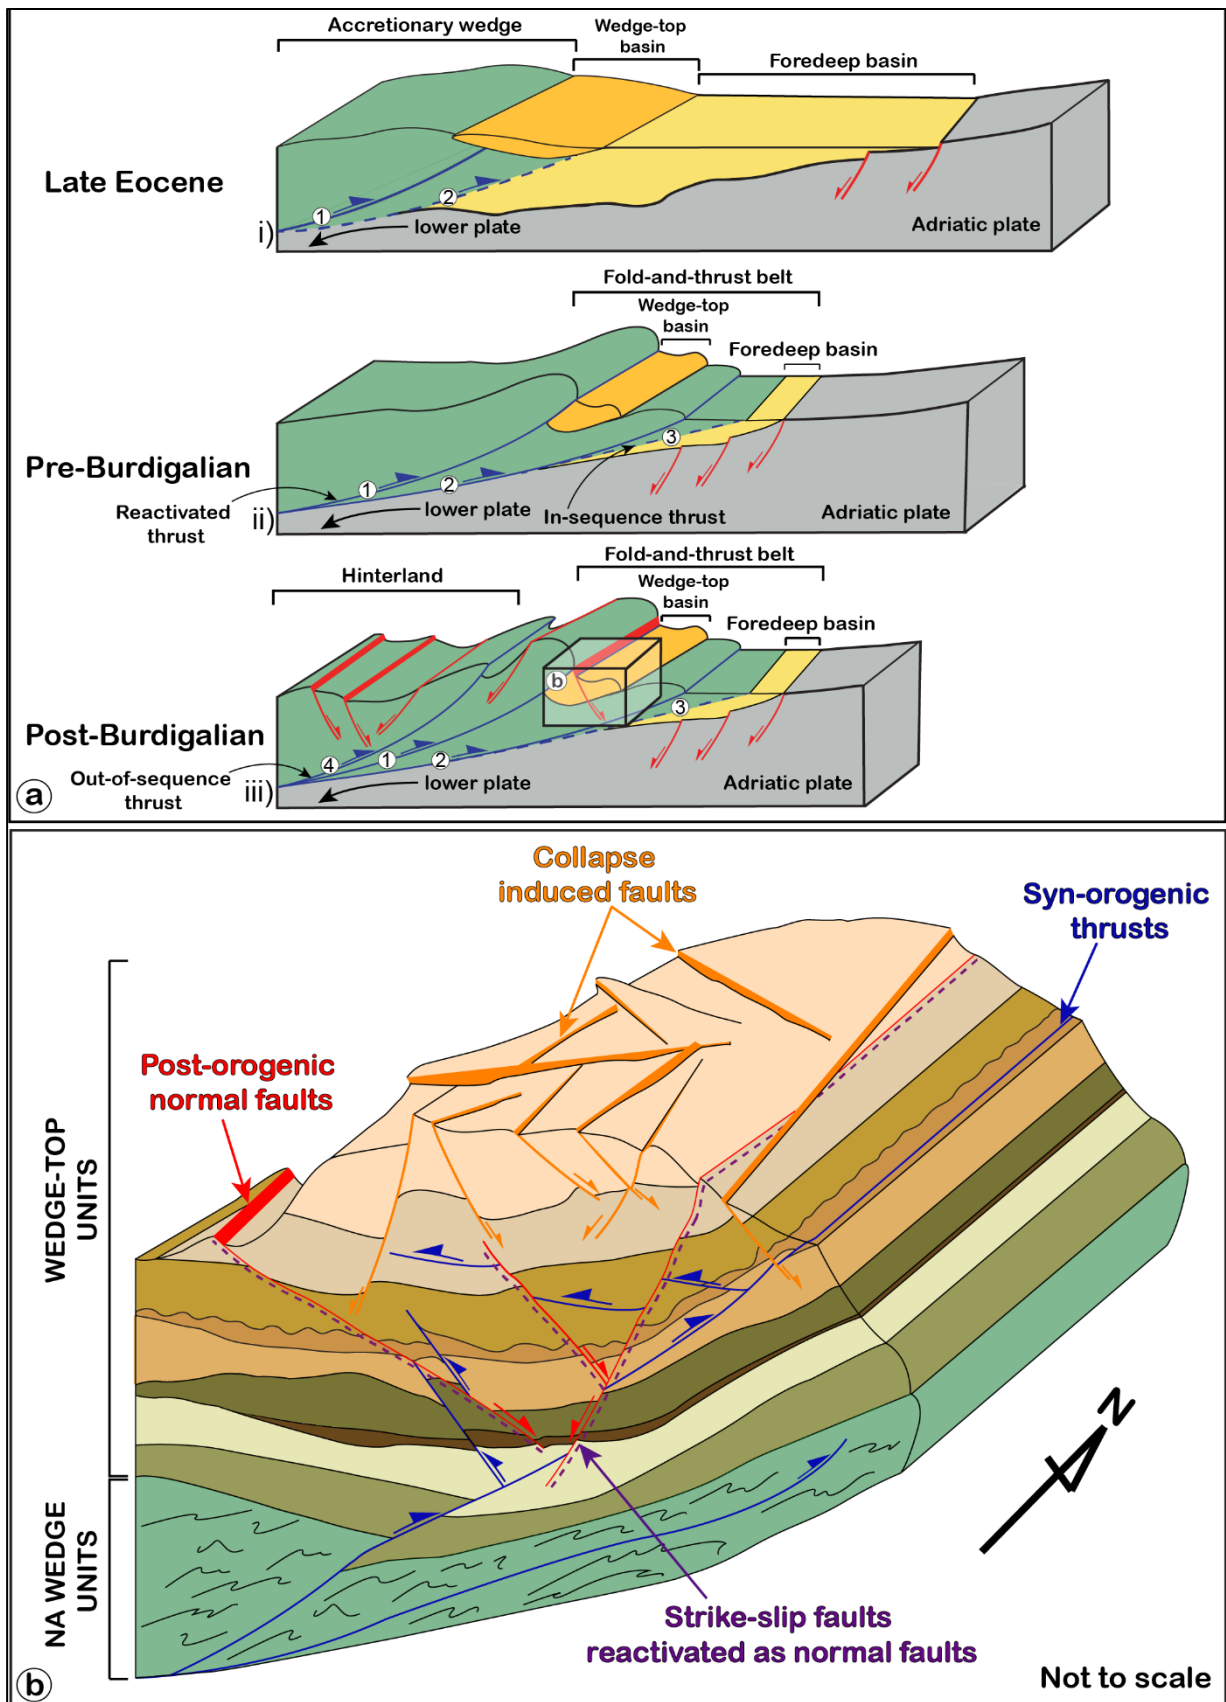 Accretionary wedge
Wedge-top
basin
Foredeep basin
Late Eocene
1
2
i)
lower plate
Adriatic plate
Fold-and-thrust belt
Wedge-top
basin
Foredeep basin
Pre-Burdigalian
3
1
2
Reactivated
thrust
ii)
lower plate
In-sequence thrust
Adriatic plate
Fold-and-thrust belt
Hinterland
Wedge-top
basin
Foredeep basin
b
3
Post-Burdigalian
4
1
2
Out-of-sequence
thrust
iii)
lower plate
Adriatic plate
a
Collapse
induced faults
Syn-orogenic
thrusts
Post-orogenic
normal faults
WEDGE-TOP
UNITS
N
NA WEDGE
UNITS
Strike-slip faults
reactivated as normal faults
b
Not to scale